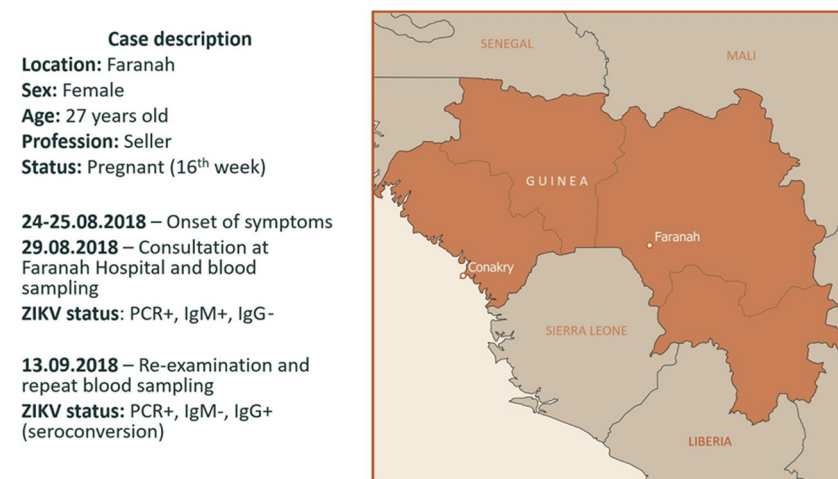 Case description
Location: Faranah
Sex: Female
Age: 27 years old
Profession: Seller
Status: Pregnant (16th week)
24-25.08.2018 – Onset of symptoms
29.08.2018 – Consultation at
Faranah Hospital and blood
sampling
ZIKV status: PCR+, IgM+, IgG-
13.09.2018 – Re-examination and
repeat blood sampling
ZIKV status: PCR+, IgM-, IgG+
(seroconversion)
SENEGAL
MALI
GUINEA
Faranah
Conakry
SIERRA LEONE
LIBERIA